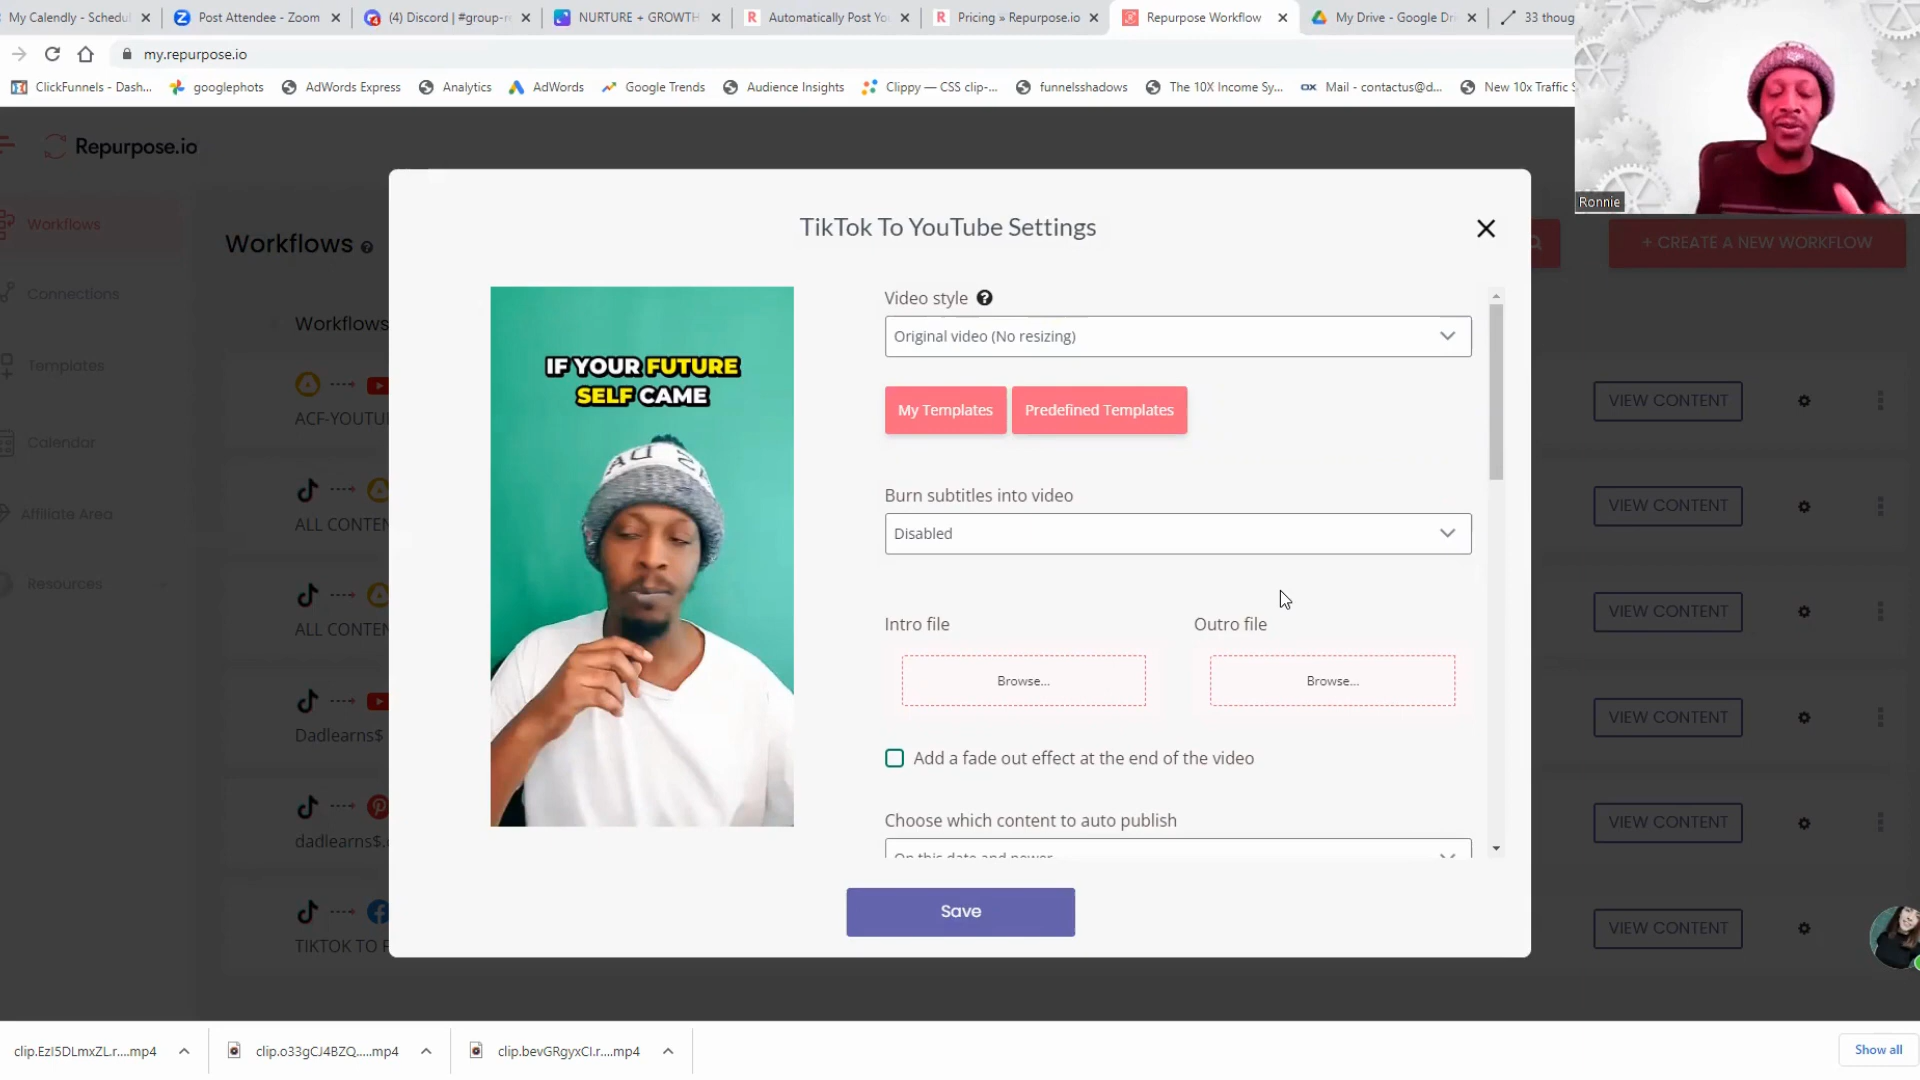 My Calendly - Schedul
Post Attendee - Zoom
(4) Discord | #group-r
NURTURE + GROWTH
Automatically Post Yo
Pricing » Repurpose.io
Repurpose Workflow
My Drive - Google Dr
33 thoug
my.repurpose.io
ClickFunnels - Dash...
googlephots
AdWords Express
Analytics
AdWords
Google Trends
Audience Insights
Clippy — CSS clip-...
funnelsshadows
The 10X Income Sy...
Mail - contactus@d...
New 10x Traffic S
Ronnie
Repurpose.io
Workflows
Connections
Templates
Calendar
Affiliate Area
Resources
Workflows
+ CREATE A NEW WORKFLOW
Workflows
ACF-YOUTU
VIEW CONTENT
ALL CONTEN
VIEW CONTENT
ALL CONTEN
VIEW CONTENT
Dadlearns$
VIEW CONTENT
dadlearns$.
VIEW CONTENT
TIKTOK TO F
VIEW CONTENT
TikTok To YouTube Settings
IF YOUR FUTURE
SELF CAME
Video style
Original video (No resizing)
My Templates
Predefined Templates
Burn subtitles into video
Disabled
Intro file
Outro file
Browse...
Browse...
Add a fade out effect at the end of the video
Choose which content to auto publish
On this date and newer
Save
clip.EzI5DLmxZL.r....mp4
clip.o33gCJ4BZQ.....mp4
clip.bevGRgyxCI.r....mp4
Show all